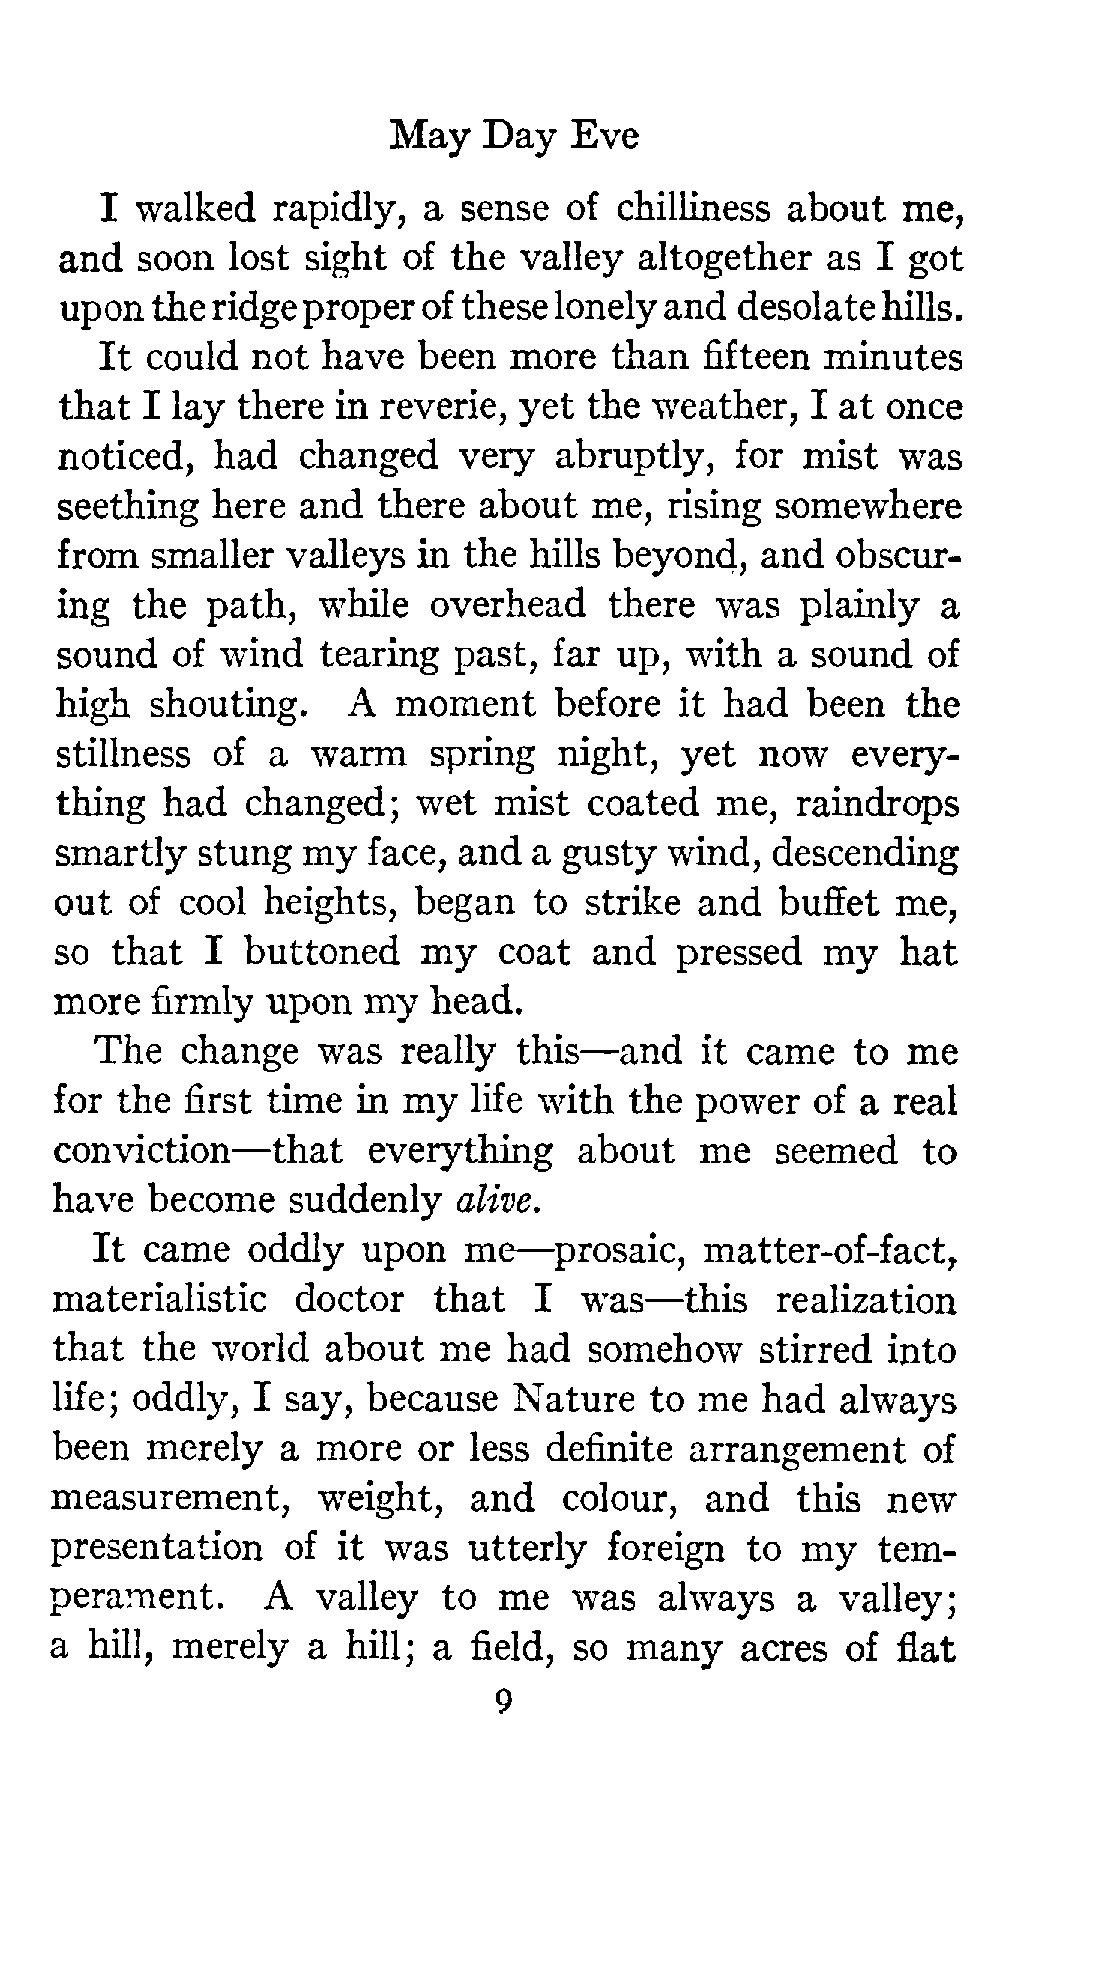 May Day Eve
I walked rapidly, a sense of chilliness about me,
and soon lost sight of the valley altogether as I got
upon the ridge proper of these lonely and desolate hills.
It could not have been more than fifteen minutes
that I lay there in reverie, yet the weather, I at once
noticed, had changed very abruptly, for mist was
seething here and there about me, rising somewhere
from smaller valleys in the hills beyond, and obscur-
ing the path, while overhead there was plainly a
sound of wind tearing past, far up, with a sound of
high shouting. A moment before it had been the
stillness of a warm spring night, yet now every-
thing had changed; wet mist coated me, raindrops
smartly stung my face, and a gusty wind, descending
out of cool heights, began to strike and buffet me,
so that I buttoned my coat and pressed my hat
more firmly upon my head.
The change was really this—and it came to me
for the first time in my life with the power of a real
conviction—that everything about me seemed to
have become suddenly alive.
It came oddly upon me—prosaic, matter-of-fact,
materialistic doctor that I was—this realization
that the world about me had somehow stirred into
life; oddly, I say, because Nature to me had always
been merely a more or less definite arrangement of
measurement, weight, and colour, and this new
presentation of it was utterly foreign to my tem-
perament. A valley to me was always a valley;
a hill, merely a hill; a field, so many acres of flat
9